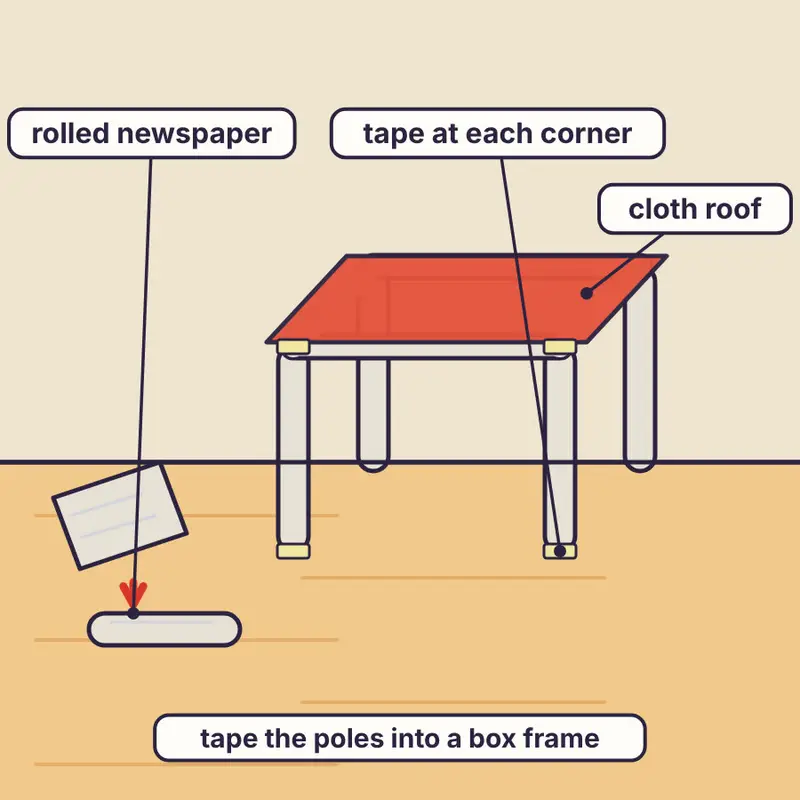 rolled newspaper
tape at each corner
cloth roof
tape the poles into a box frame